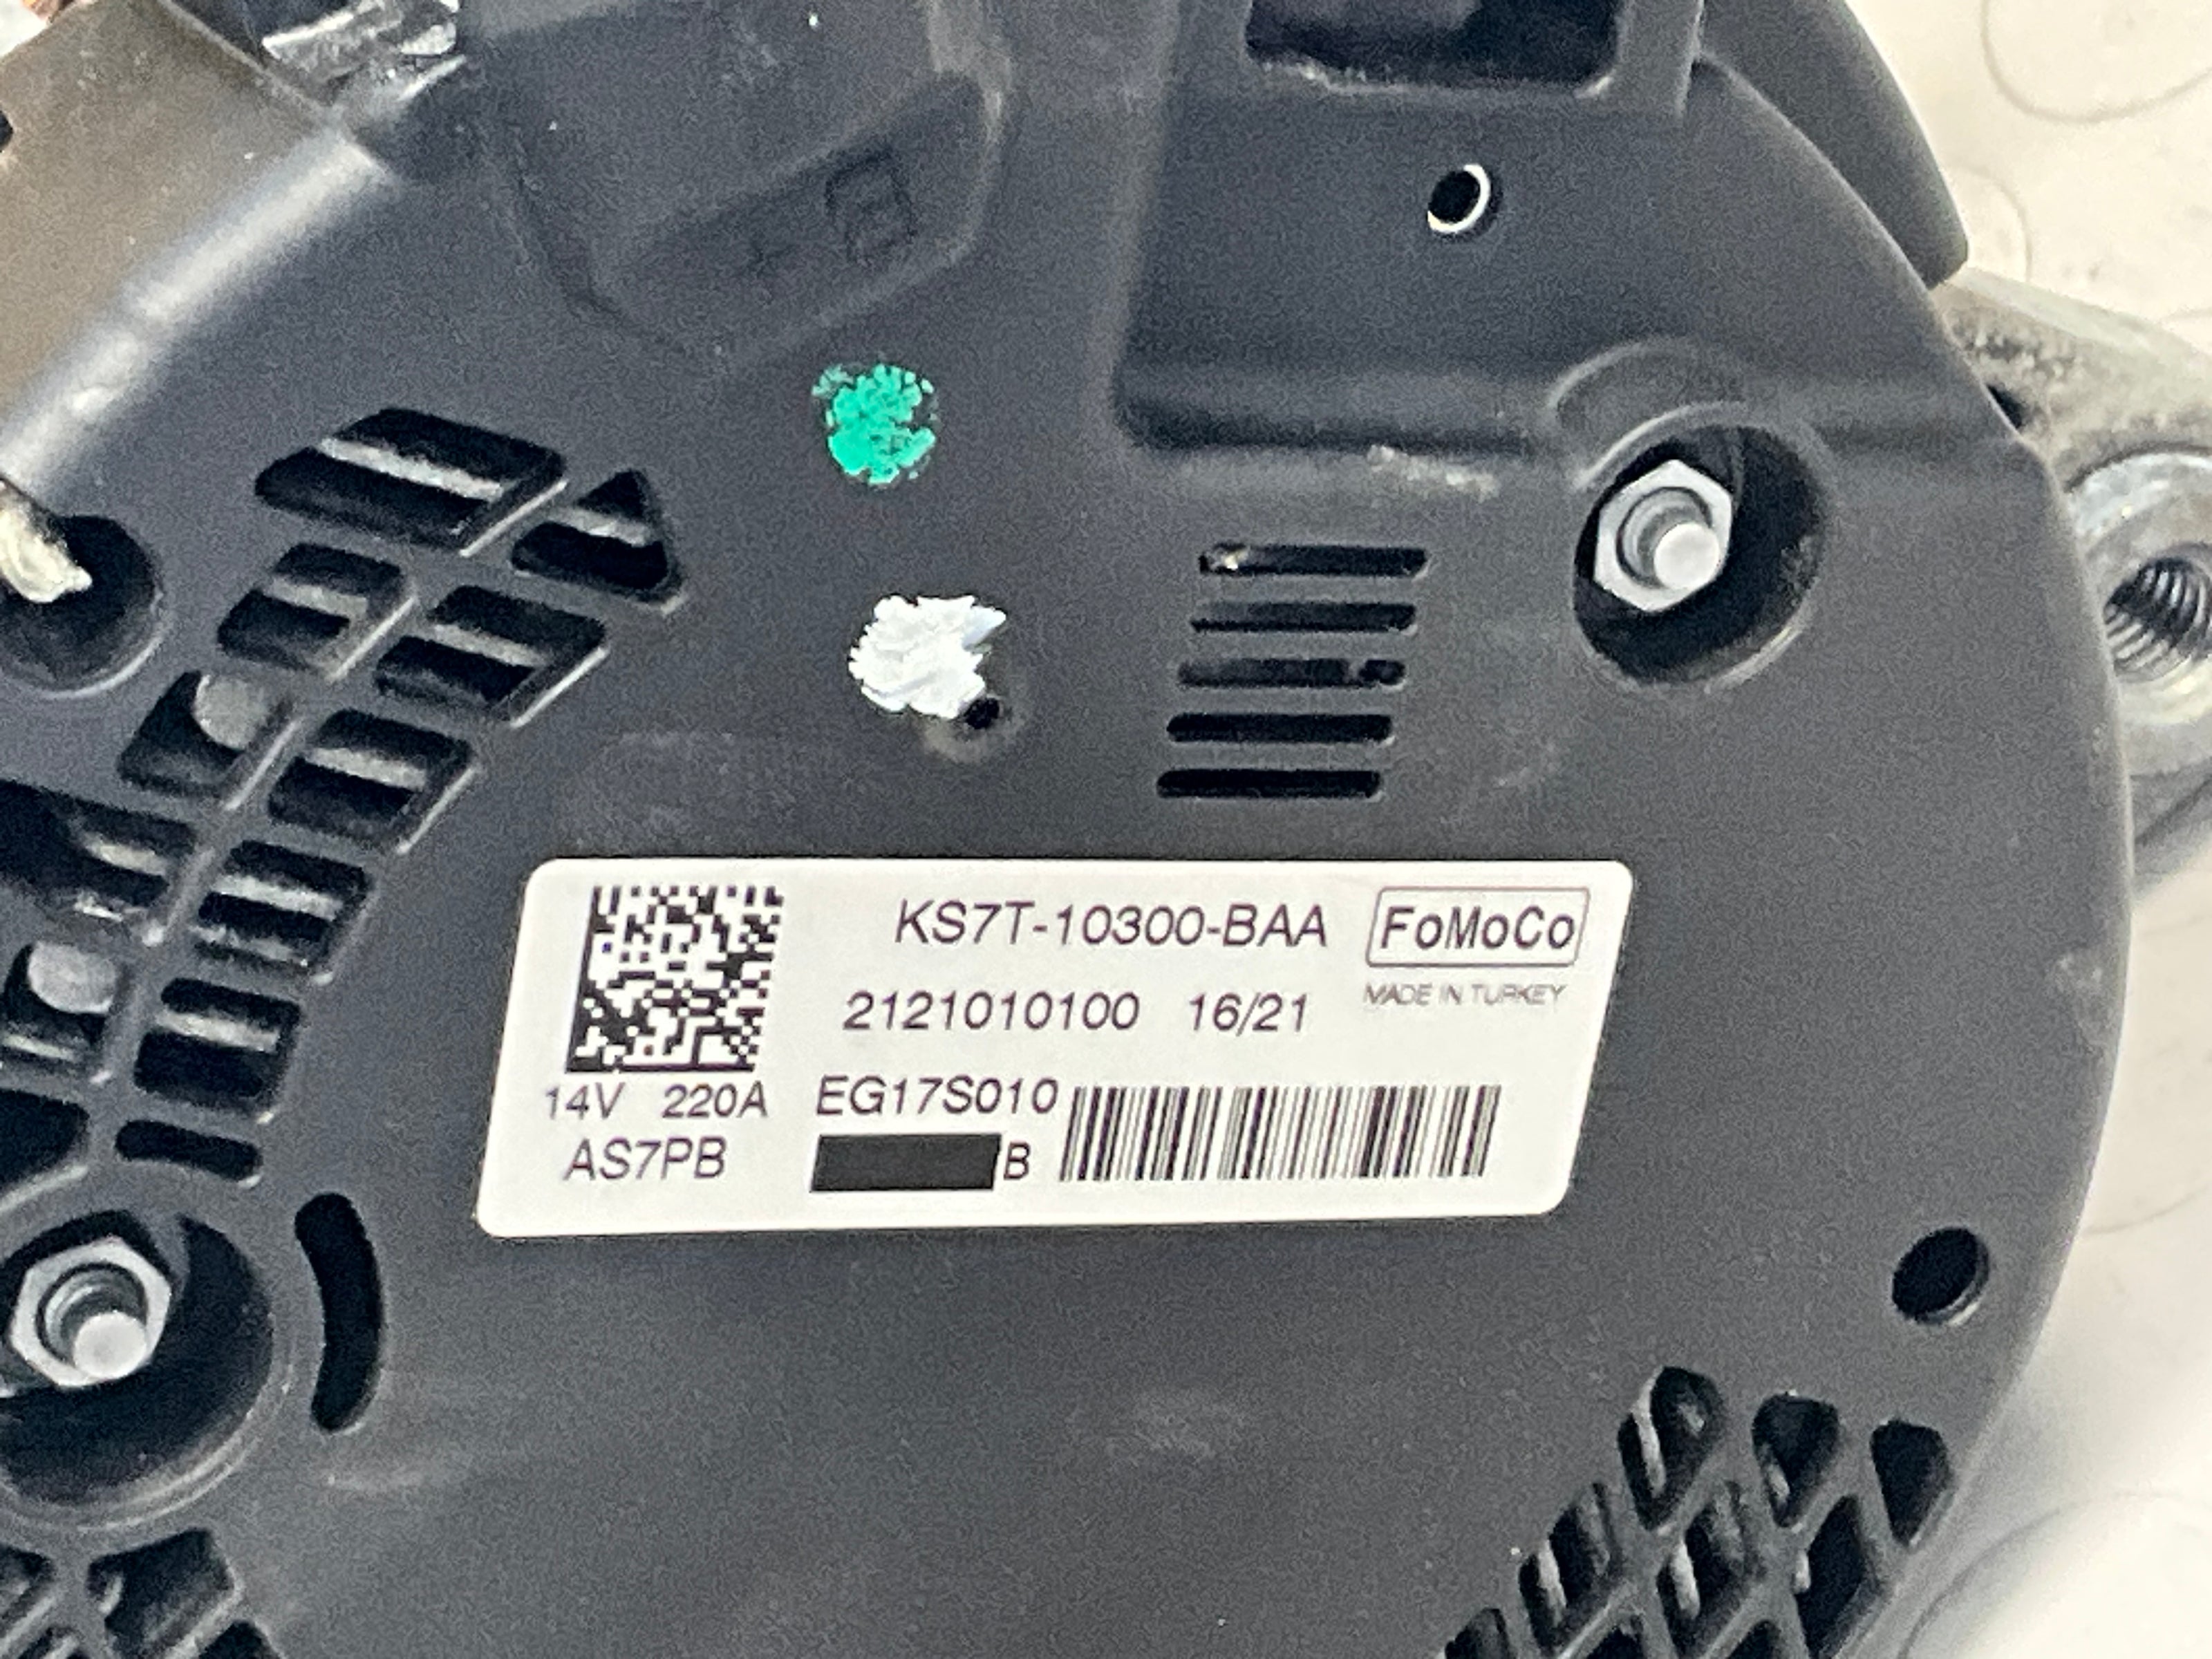 KS7T-10300-BAA FoMoCo
2121010100 16/21 MADE IN TURKEY
14V 220A EG17S010
AS7PB B